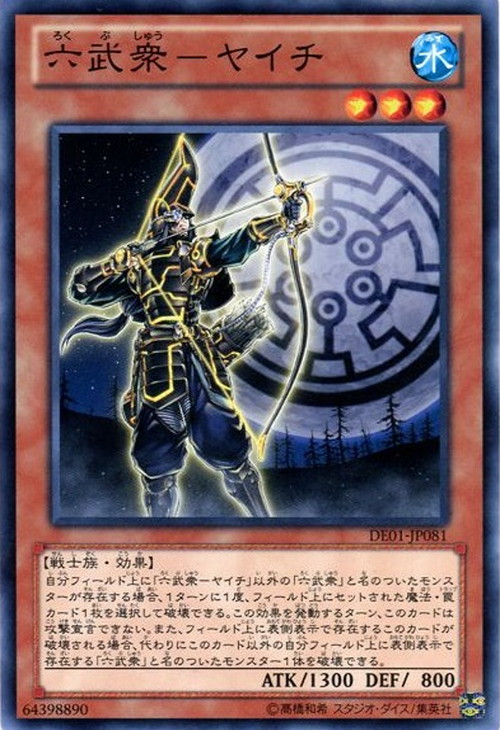 六武衆－ヤイチ
水
DE01-JP081
【戦士族・効果】
自分フィールド上に「六武衆－ヤイチ」以外の「六武衆」と名のついたモンス
ターが存在する場合、1ターンに1度、フィールド上にセットされた魔法・罠
カード1枚を選択して破壊できる。この効果を発動するターン、このカードは
攻撃宣言できない。また、フィールド上に表側表示で存在するこのカードが
破壊される場合、代わりにこのカード以外の自分フィールド上に表側表示で
存在する「六武衆」と名のついたモンスター1体を破壊できる。
ATK/1300 DEF/ 800
64398890
©高橋和希 スタジオ・ダイス/集英社